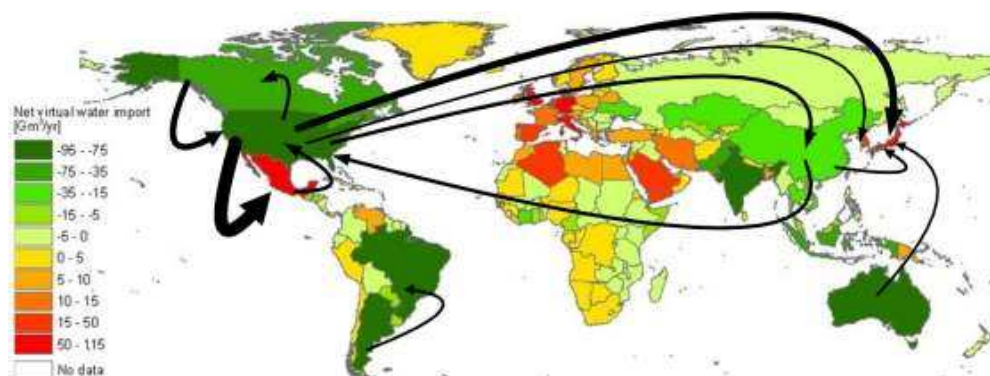 Net virtual water import
[Gm³/yr]
-95 - -75
-75 - -35
-35 - -15
-15 - -5
-5 - 0
0 - 5
5 - 10
10 - 15
15 - 50
50 - 115
No data